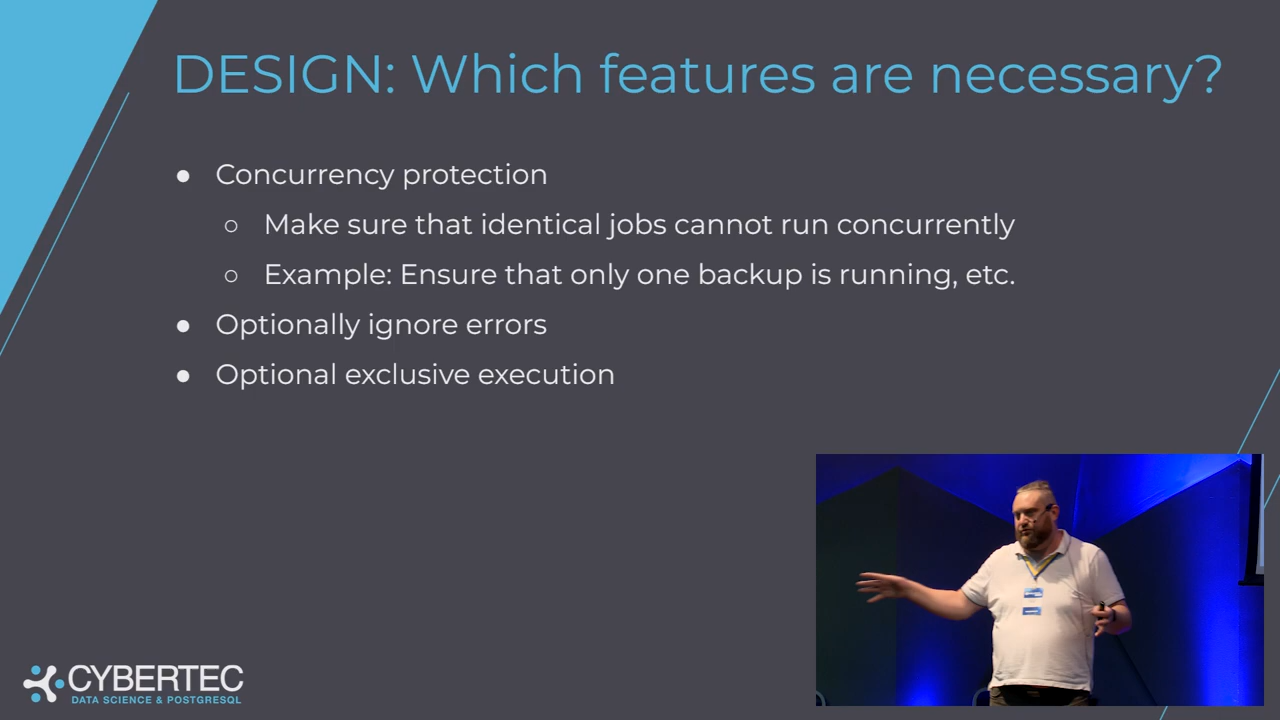 DESIGN: Which features are necessary?
● Concurrency protection
○ Make sure that identical jobs cannot run concurrently
○ Example: Ensure that only one backup is running, etc.
● Optionally ignore errors
● Optional exclusive execution
CYBERTEC
DATA SCIENCE & POSTGRESQL